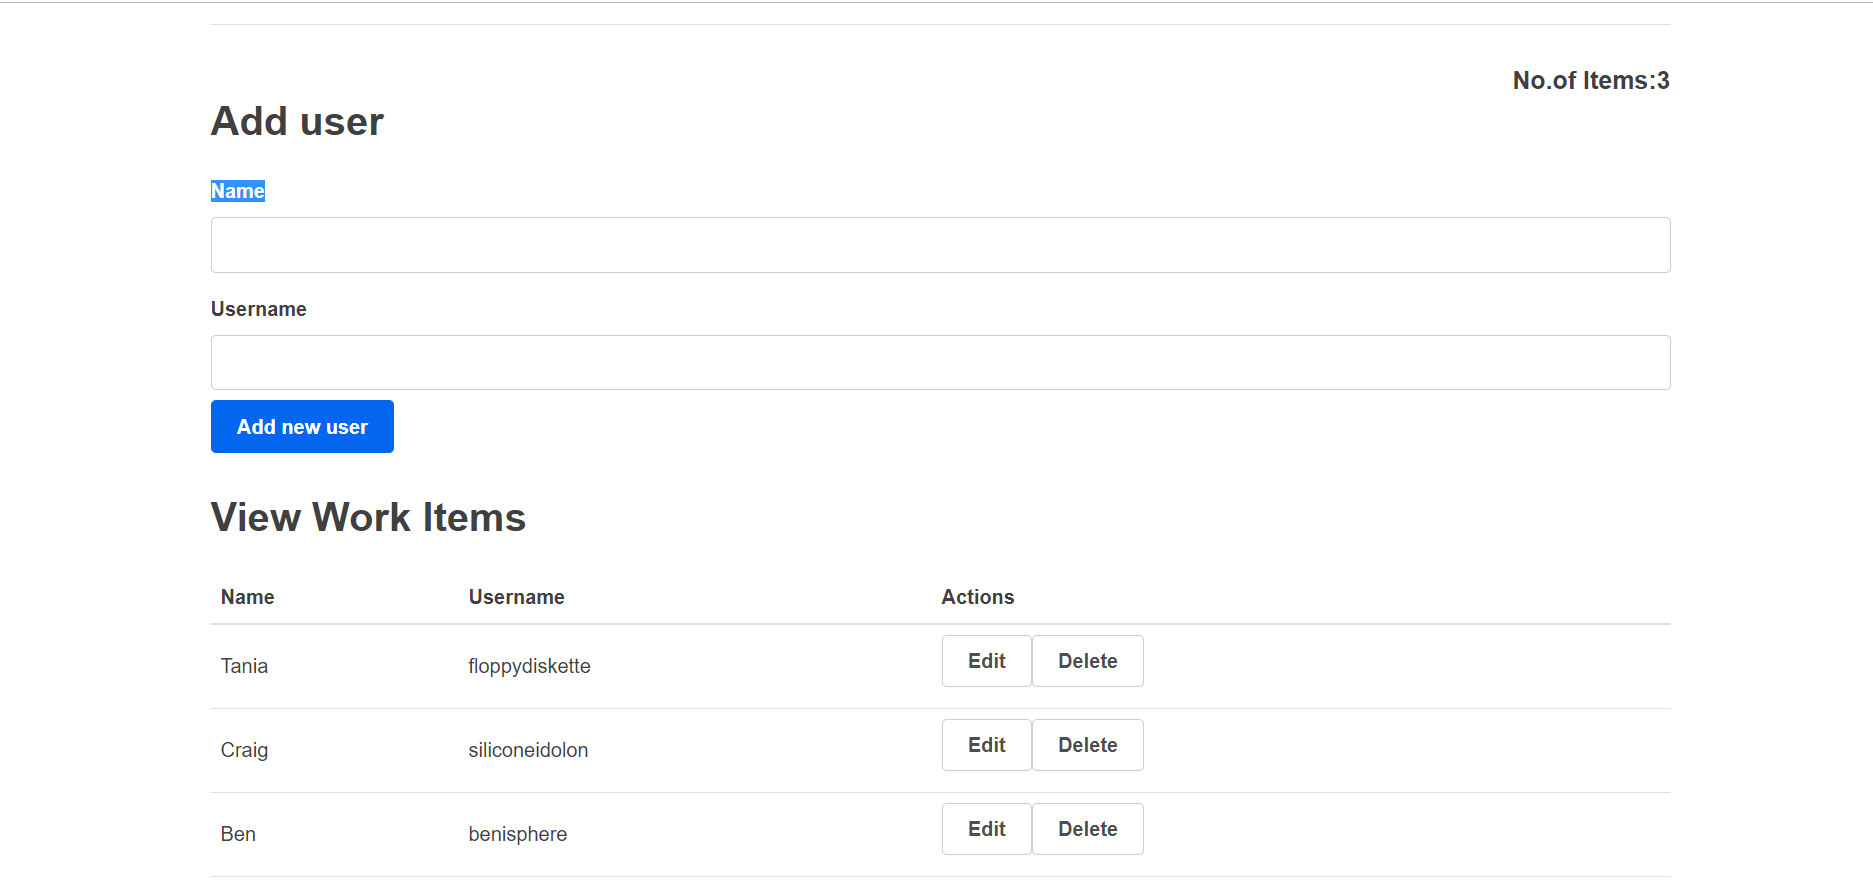 No.of Items:3
Add user
Name
Username
Add new user
View Work Items
Name Username Actions
Tania floppydiskette Edit Delete
Craig siliconeidolon Edit Delete
Ben benisphere Edit Delete